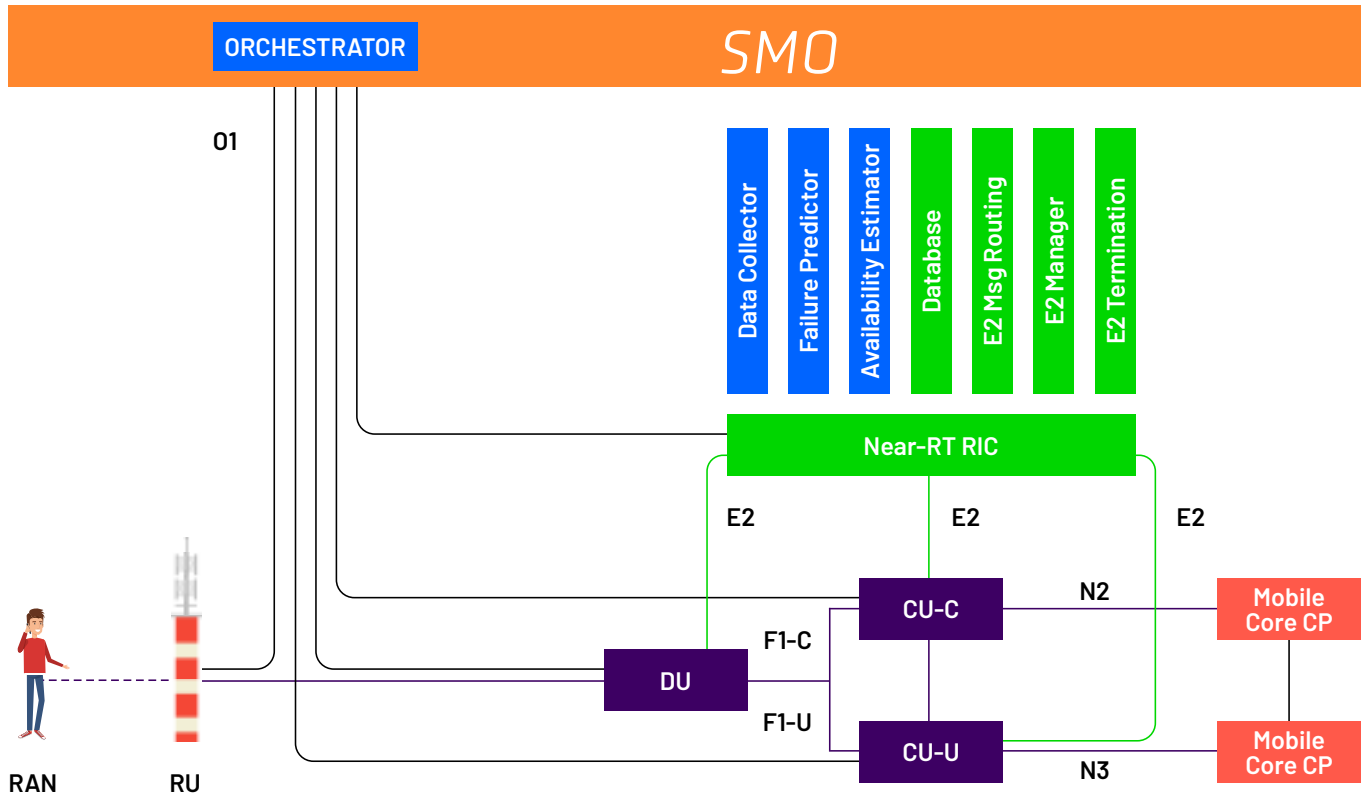 ORCHESTRATOR
SMO
O1
Data Collector
Failure Predictor
Availability Estimator
Database
E2 Msg Routing
E2 Manager
E2 Termination
Near-RT RIC
E2
E2
E2
CU-C
N2
Mobile
Core CP
F1-C
DU
F1-U
CU-U
N3
Mobile
Core CP
RAN
RU